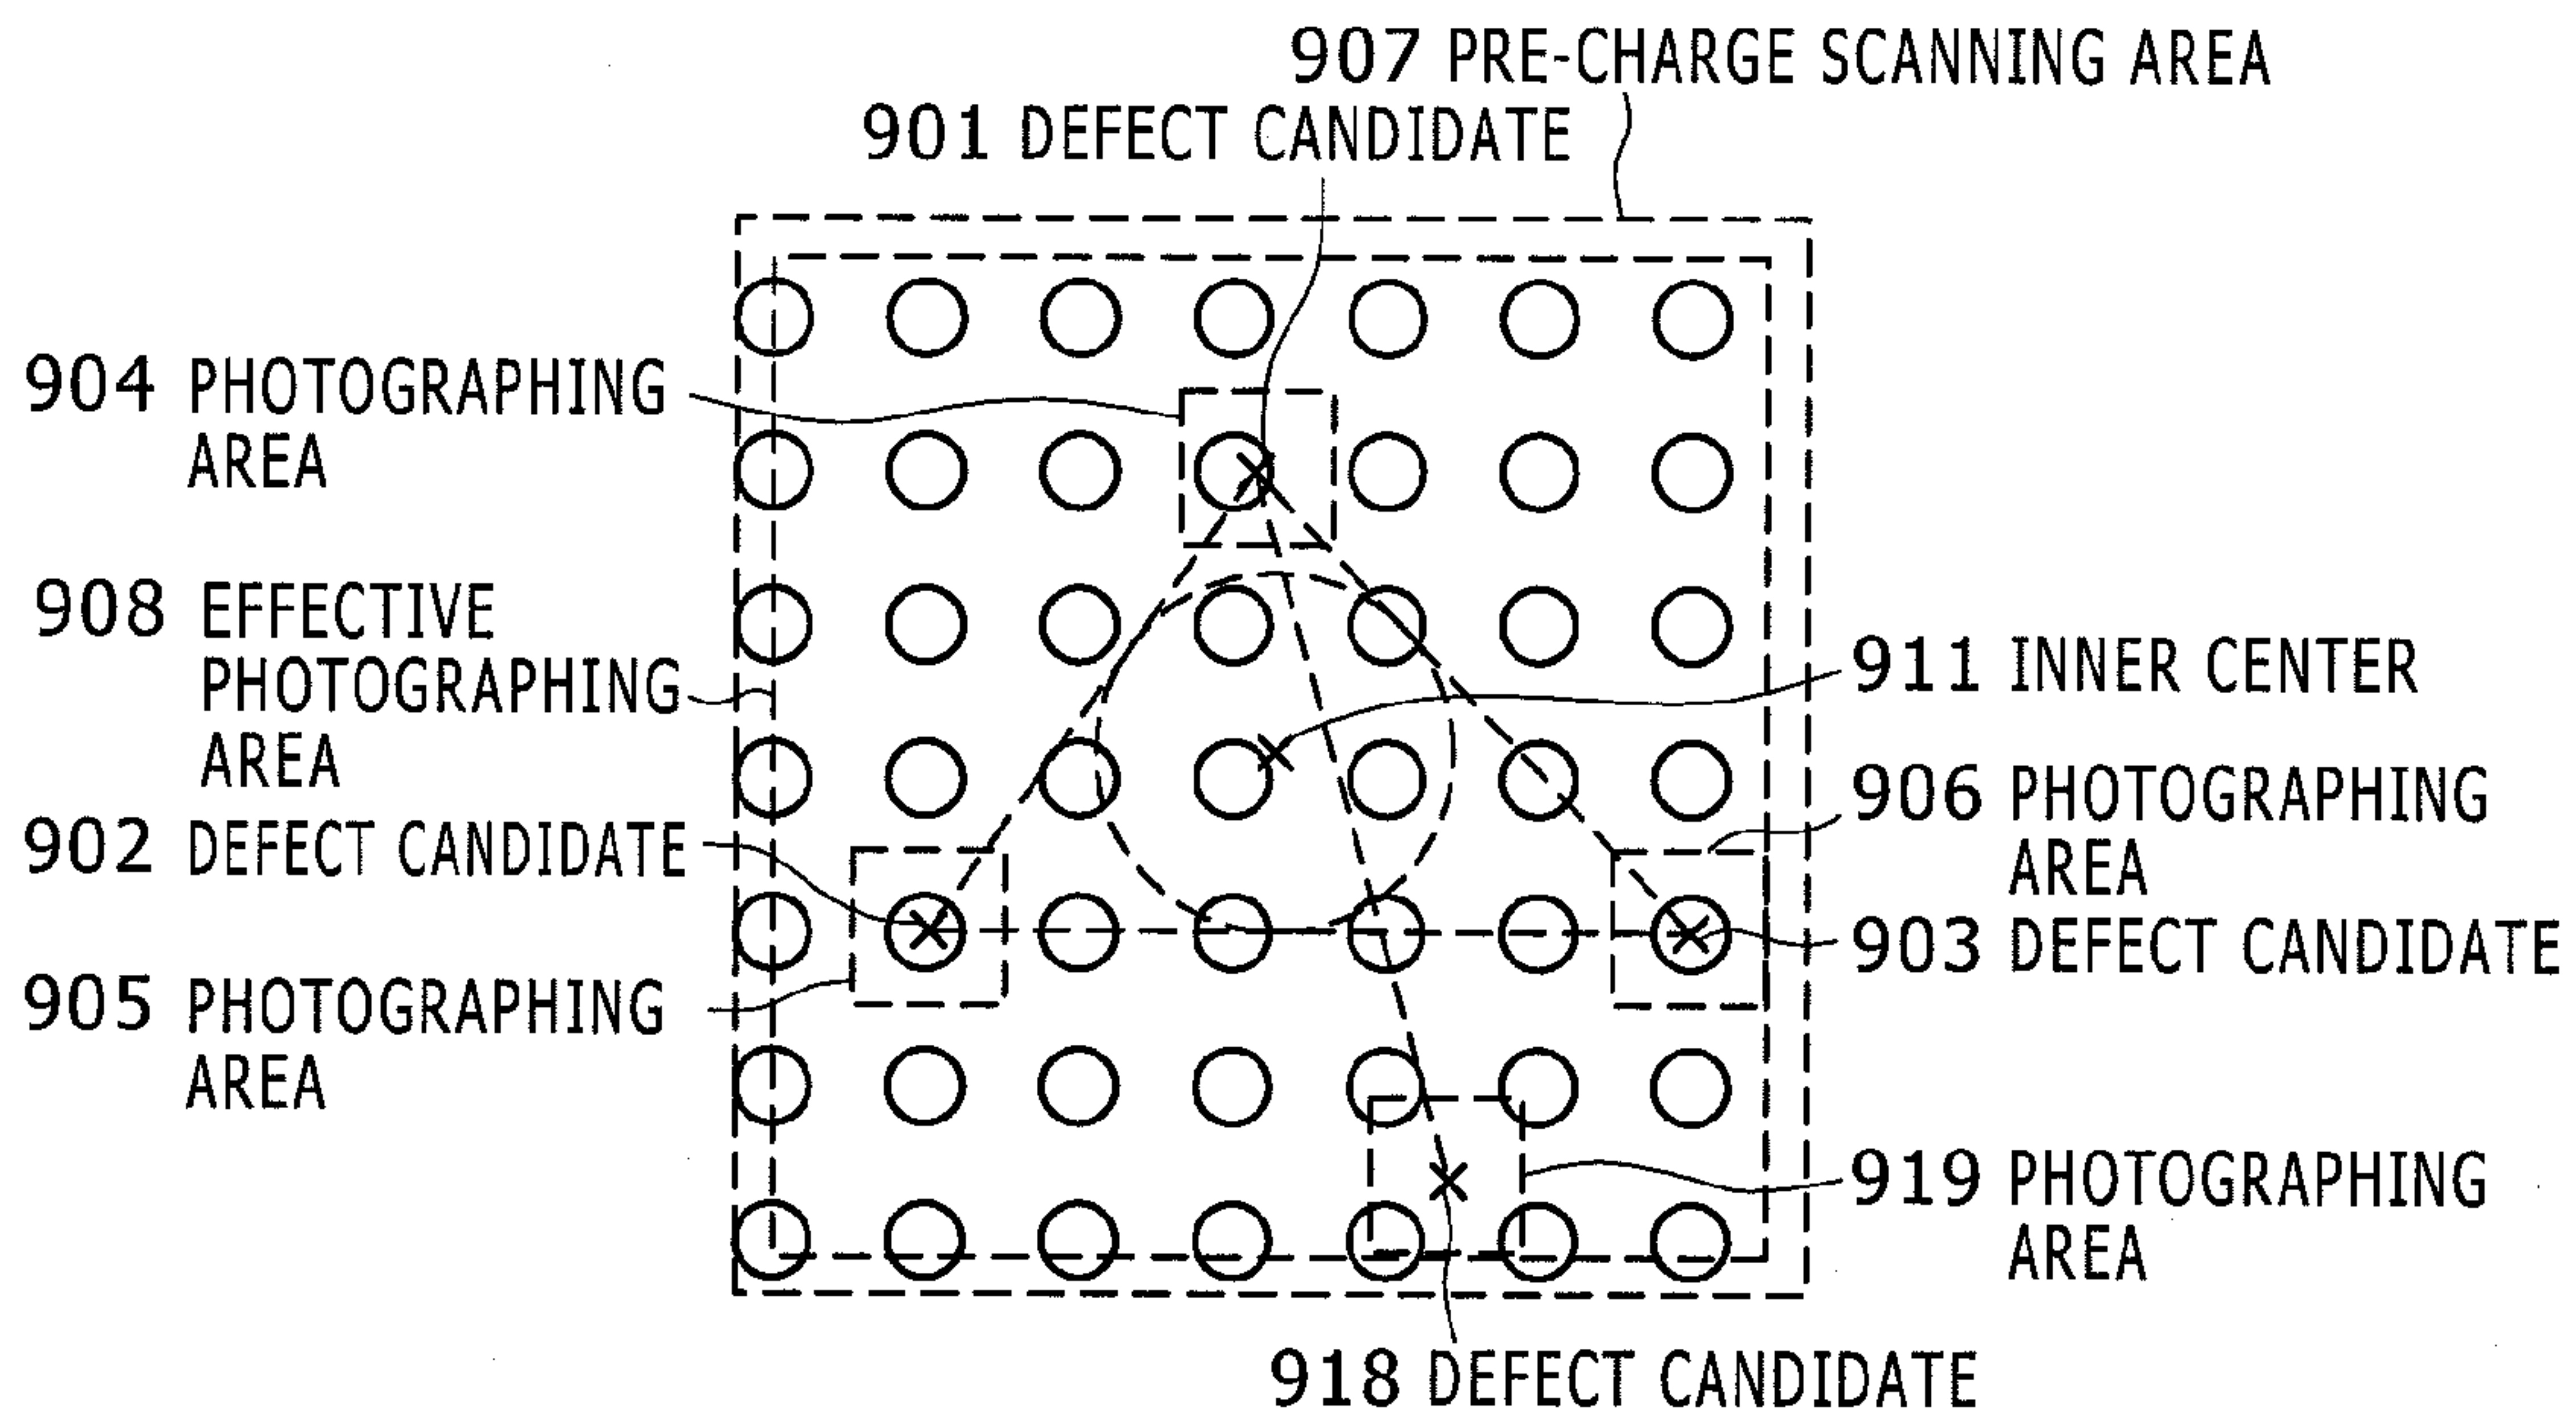 907 PRE-CHARGE SCANNING AREA
901 DEFECT CANDIDATE
904 PHOTOGRAPHING
AREA
908 EFFECTIVE
PHOTOGRAPHING
AREA
911 INNER CENTER
902 DEFECT CANDIDATE
906 PHOTOGRAPHING
AREA
903 DEFECT CANDIDATE
905 PHOTOGRAPHING
AREA
919 PHOTOGRAPHING
AREA
918 DEFECT CANDIDATE